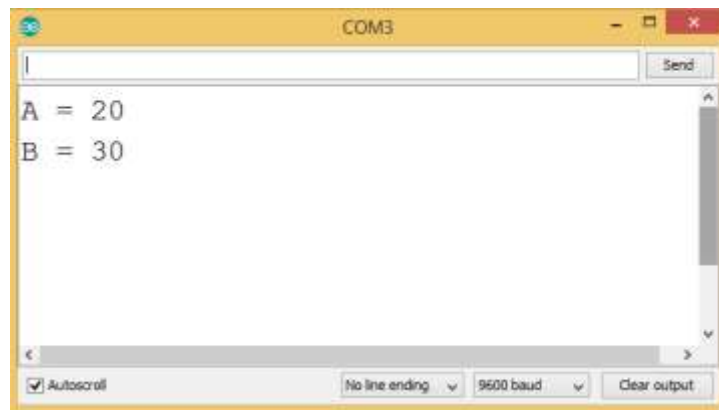 COM3
Send
A = 20
B = 30
Autoscroll
No line ending
9600 baud
Clear output